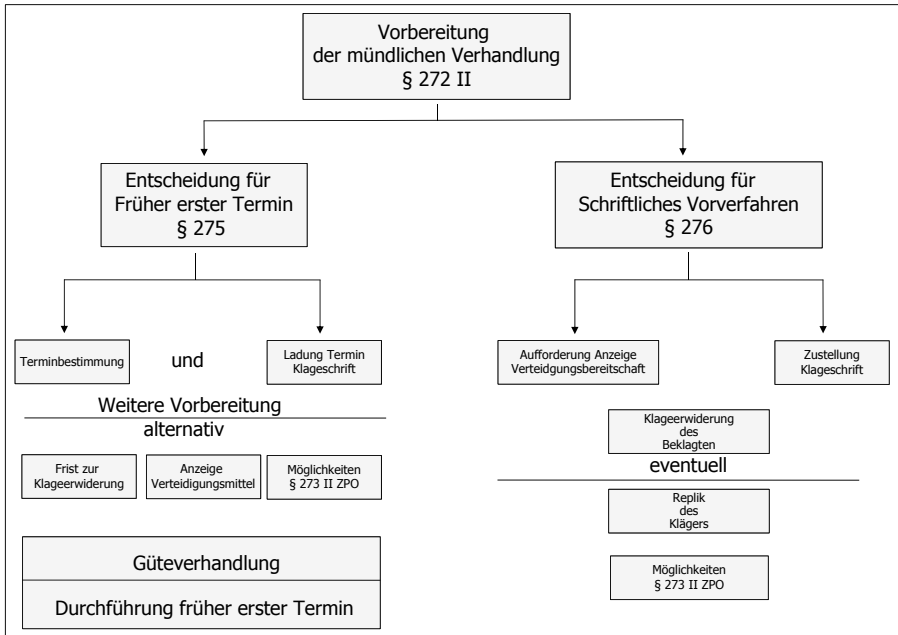 Vorbereitung
der mündlichen Verhandlung
§ 272 II
Entscheidung für
Früher erster Termin
§ 275
Entscheidung für
Schriftliches Vorverfahren
§ 276
Terminbestimmung
und
Ladung Termin
Klageschrift
Aufforderung Anzeige
Verteidgungsbereitschaft
Zustellung
Klageschrift
Weitere Vorbereitung
alternativ
Frist zur
Klageerwiderung
Anzeige
Verteidigungsmittel
Möglichkeiten
§ 273 II ZPO
Klageerwiderung
des
Beklagten
eventuell
Replik
des
Klägers
Möglichkeiten
§ 273 II ZPO
Güteverhandlung
Durchführung früher erster Termin